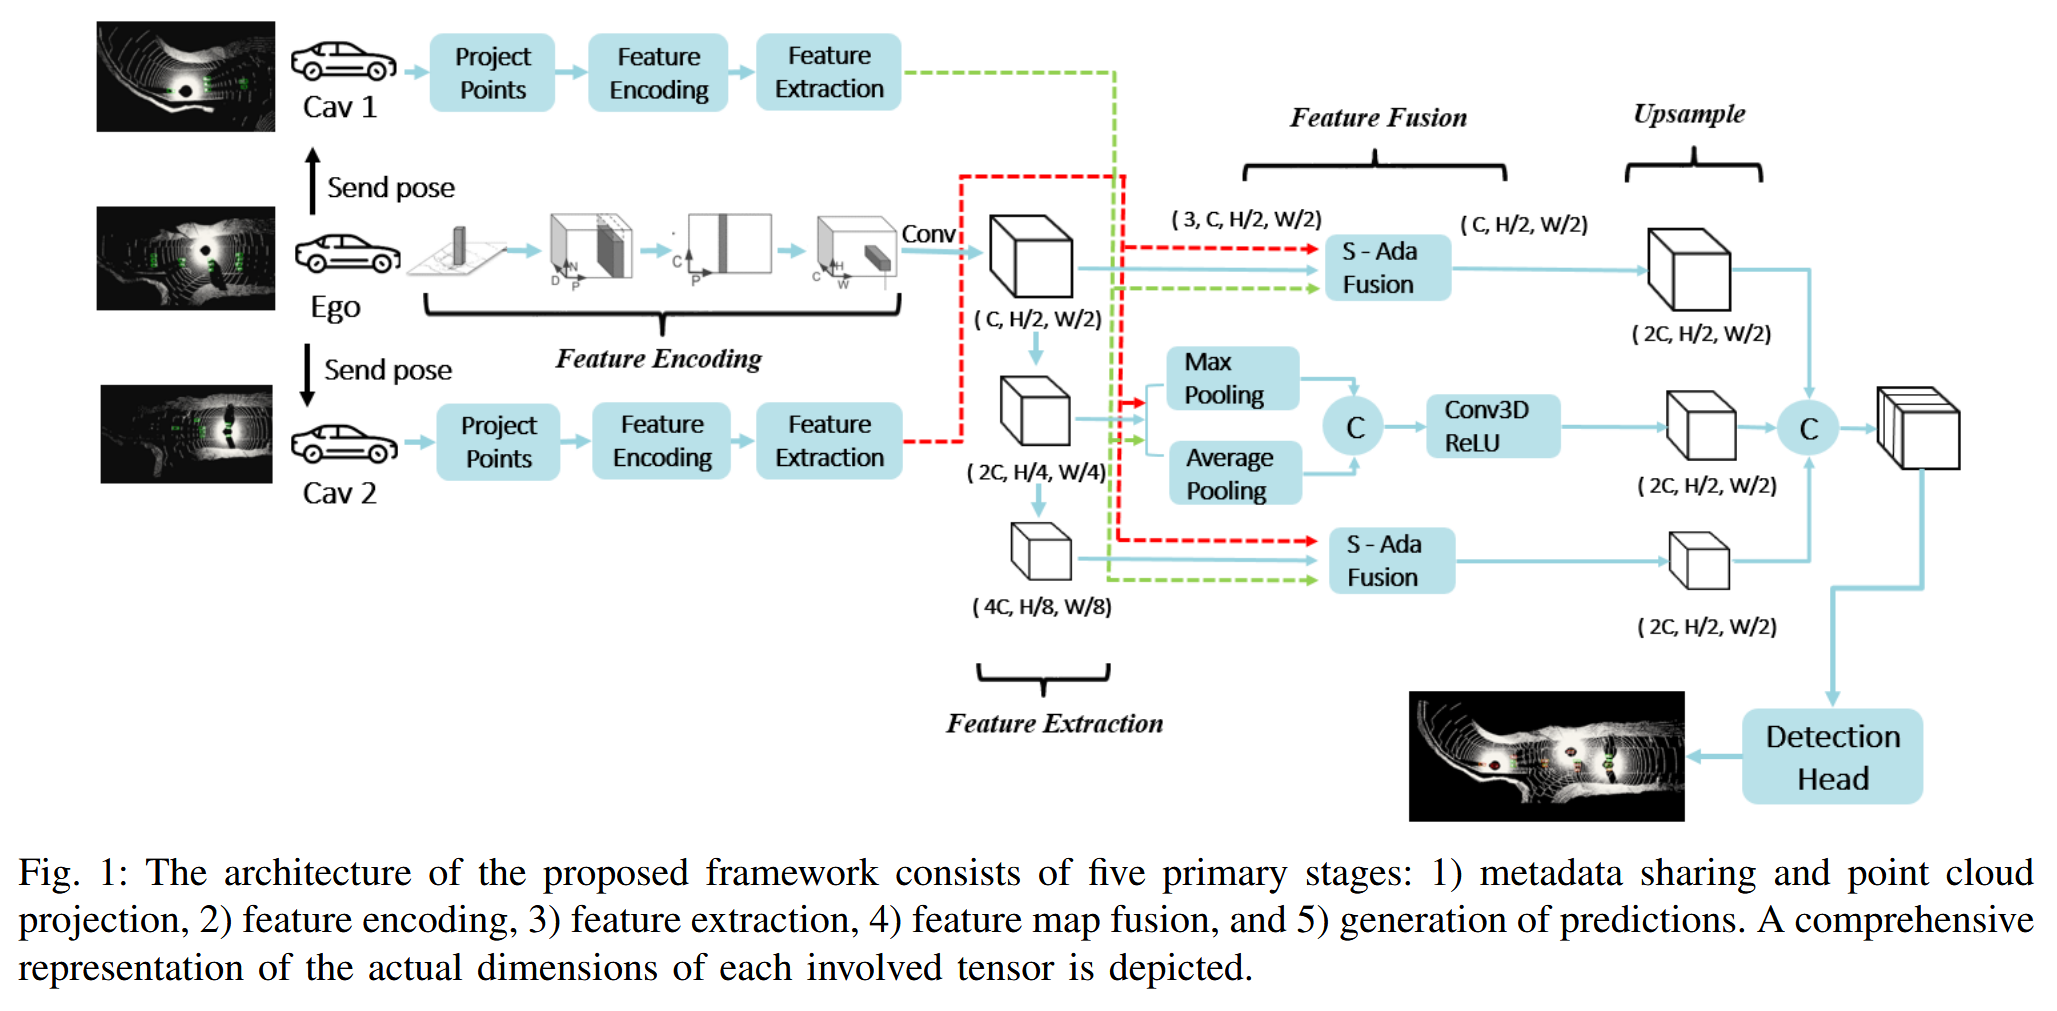 Project
Points
Feature
Encoding
Feature
Extraction
Cav 1
Send pose
Ego
Send pose
Cav 2
D
N
P
C
P
C
H
W
Conv
Feature Encoding
Project
Points
Feature
Encoding
Feature
Extraction
( C, H/2, W/2)
( 2C, H/4, W/4)
( 4C, H/8, W/8)
Feature Extraction
Feature Fusion
( 3, C, H/2, W/2)
( C, H/2, W/2)
S - Ada
Fusion
Max
Pooling
Average
Pooling
C
Conv3D
ReLU
S - Ada
Fusion
Upsample
( 2C, H/2, W/2)
( 2C, H/2, W/2)
( 2C, H/2, W/2)
C
Detection
Head
Fig. 1: The architecture of the proposed framework consists of five primary stages: 1) metadata sharing and point cloud
projection, 2) feature encoding, 3) feature extraction, 4) feature map fusion, and 5) generation of predictions. A comprehensive
representation of the actual dimensions of each involved tensor is depicted.